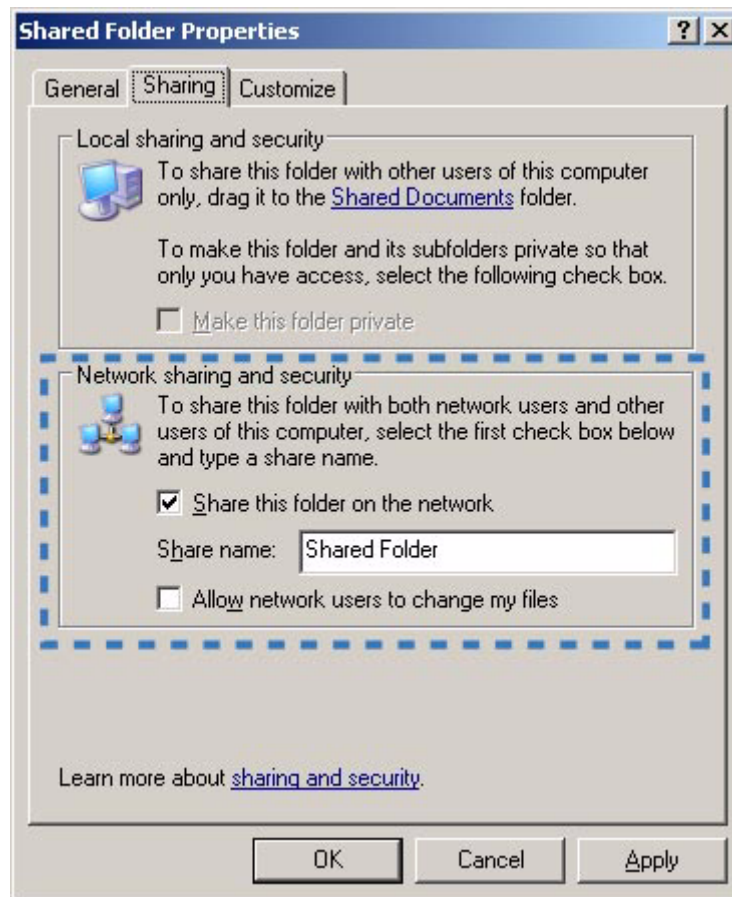 Shared Folder Properties
General Sharing Customize
Local sharing and security
To share this folder with other users of this computer
only, drag it to the Shared Documents folder.
To make this folder and its subfolders private so that
only you have access, select the following check box.
Make this folder private
Network sharing and security
To share this folder with both network users and other
users of this computer, select the first check box below
and type a share name.
Share this folder on the network
Share name: Shared Folder
Allow network users to change my files
Learn more about sharing and security.
OK Cancel Apply